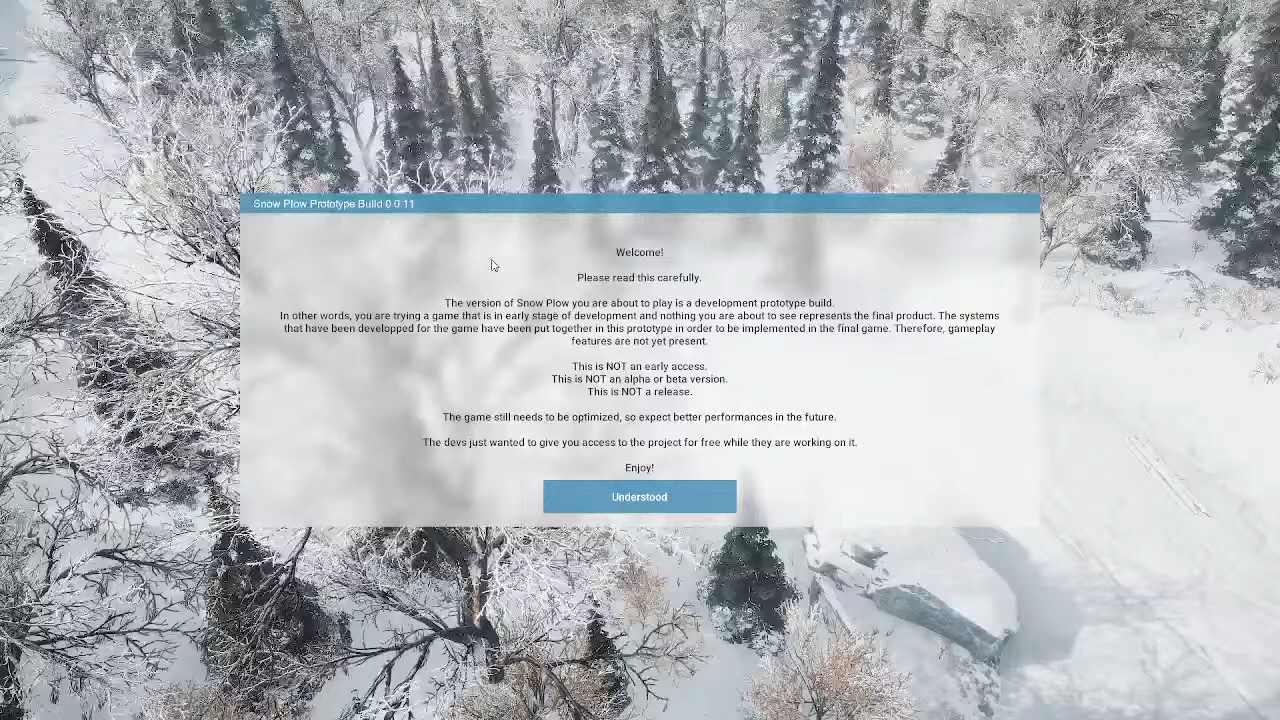 Snow Plow Prototype Build 0.0.11
Welcome!
Please read this carefully.
The version of Snow Plow you are about to play is a development prototype build.
In other words, you are trying a game that is in early stage of development and nothing you are about to see represents the final product. The systems
that have been developped for the game have been put together in this prototype in order to be implemented in the final game. Therefore, gameplay
features are not yet present.
This is NOT an early access.
This is NOT an alpha or beta version.
This is NOT a release.
The game still needs to be optimized, so expect better performances in the future.
The devs just wanted to give you access to the project for free while they are working on it.
Enjoy!
Understood